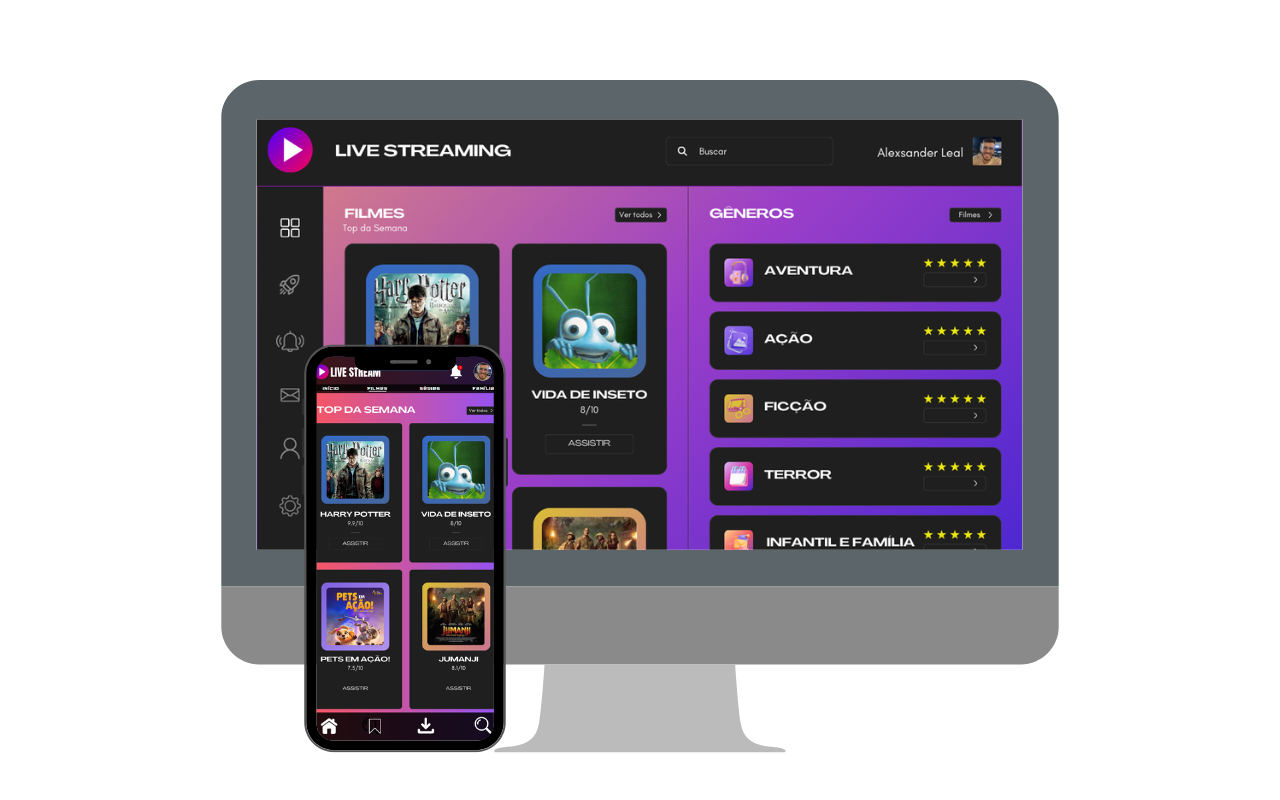 LIVE STREAMING
Buscar
Alexsander Leal
FILMES
Top da Semana
Ver todos
Harry Potter
VIDA DE INSETO
8/10
ASSISTIR
GÊNEROS
Filmes
AVENTURA
AÇÃO
FICÇÃO
TERROR
INFANTIL E FAMÍLIA
LIVE STREAM
INÍCIO
FILMES
SÉRIES
FAMÍLIA
TOP DA SEMANA
Ver todos
Harry Potter
HARRY POTTER
9.9/10
ASSISTIR
VIDA DE INSETO
8/10
ASSISTIR
PETS EM
AÇÃO!
PETS EM AÇÃO!
7.5/10
ASSISTIR
JUMANJI
JUMANJI
8.1/10
ASSISTIR